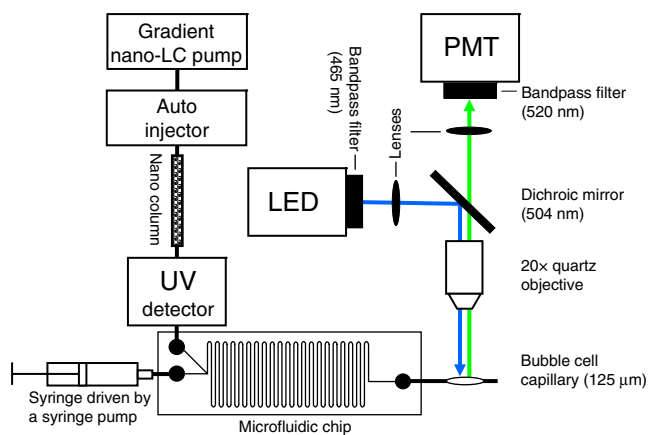 Gradient
nano-LC pump
Auto
injector
Nano column
UV
detector
Syringe driven by
a syringe pump
Microfluidic chip
LED
Bandpass filter
(465 nm)
Lenses
PMT
Bandpass filter
(520 nm)
Dichroic mirror
(504 nm)
20× quartz
objective
Bubble cell
capillary (125 μm)